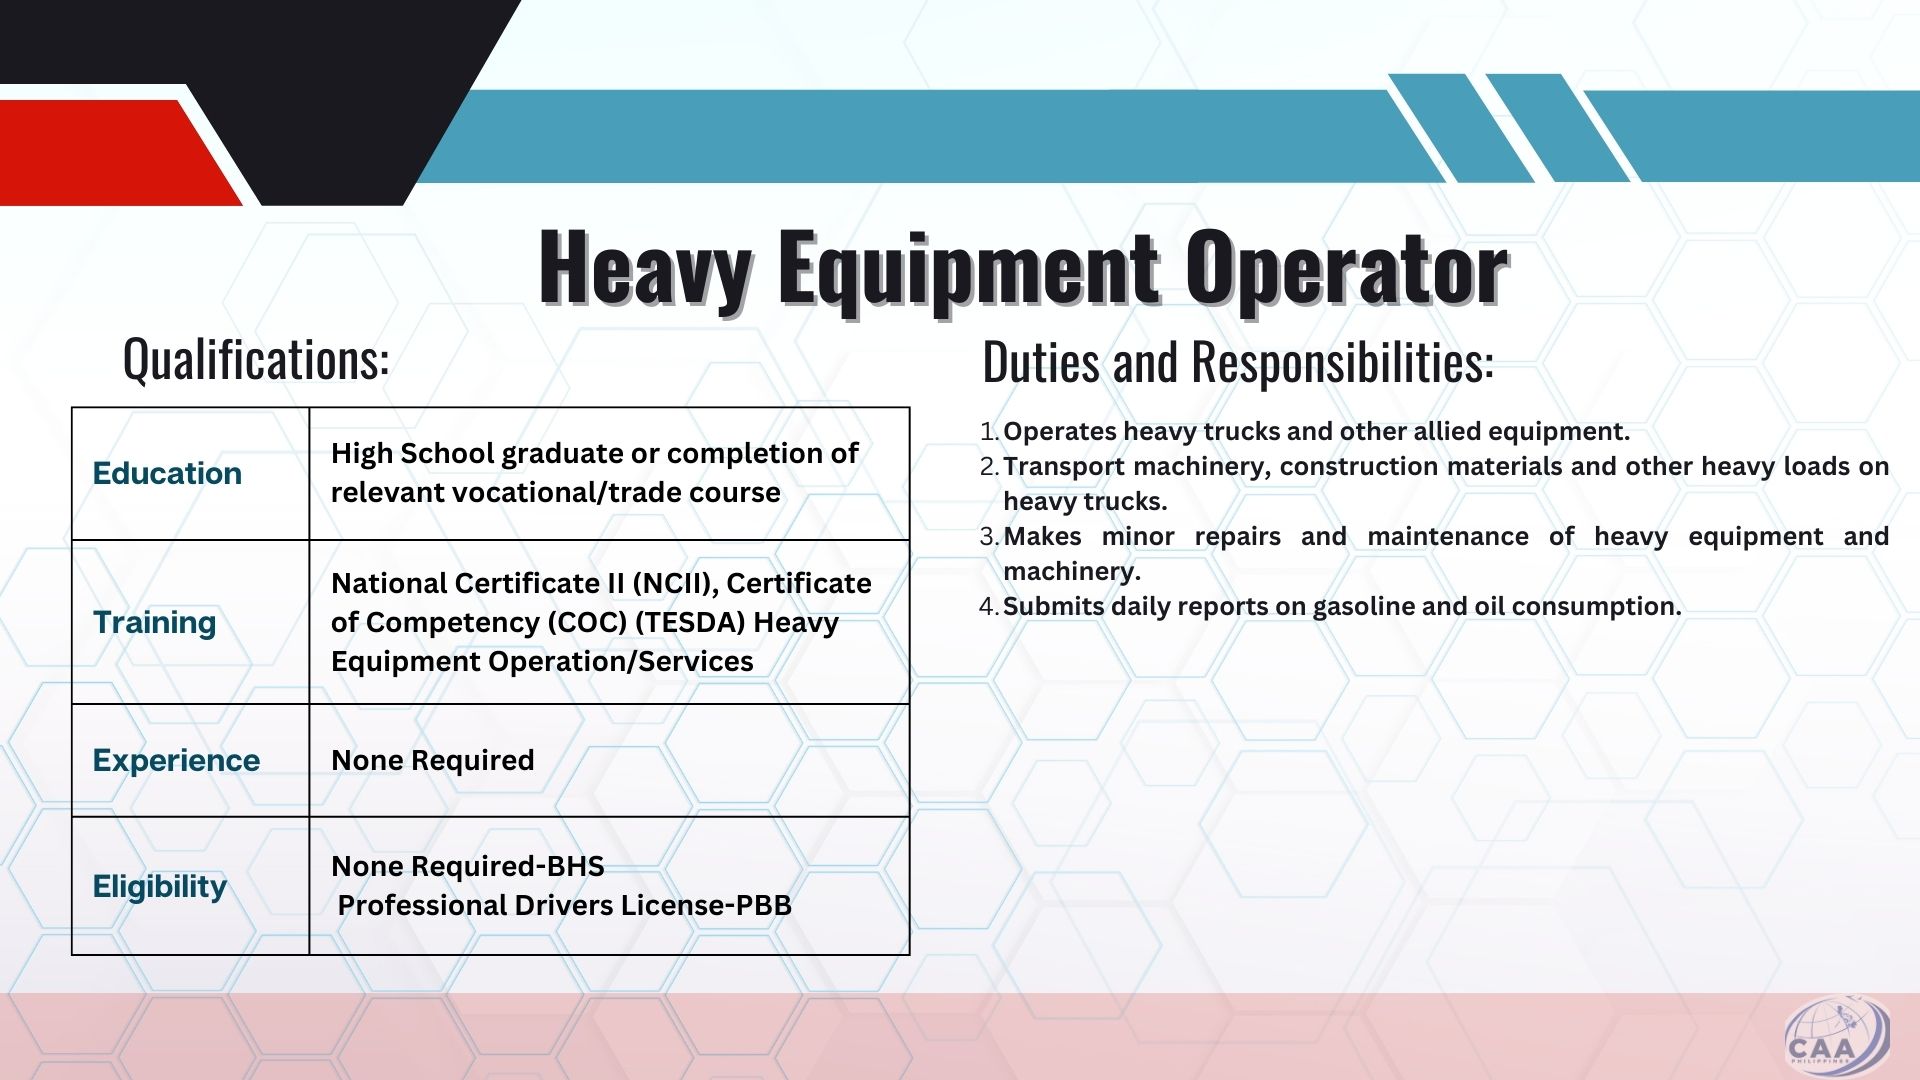 Heavy Equipment Operator
Qualifications:
Education
High School graduate or completion of
relevant vocational/trade course
Training
National Certificate II (NCII), Certificate
of Competency (COC) (TESDA) Heavy
Equipment Operation/Services
Experience
None Required
Eligibility
None Required-BHS
Professional Drivers License-PBB
Duties and Responsibilities:
1. Operates heavy trucks and other allied equipment.
2. Transport machinery, construction materials and other heavy loads on
heavy trucks.
3. Makes minor repairs and maintenance of heavy equipment and
machinery.
4. Submits daily reports on gasoline and oil consumption.
CAA
PHILIPPINES